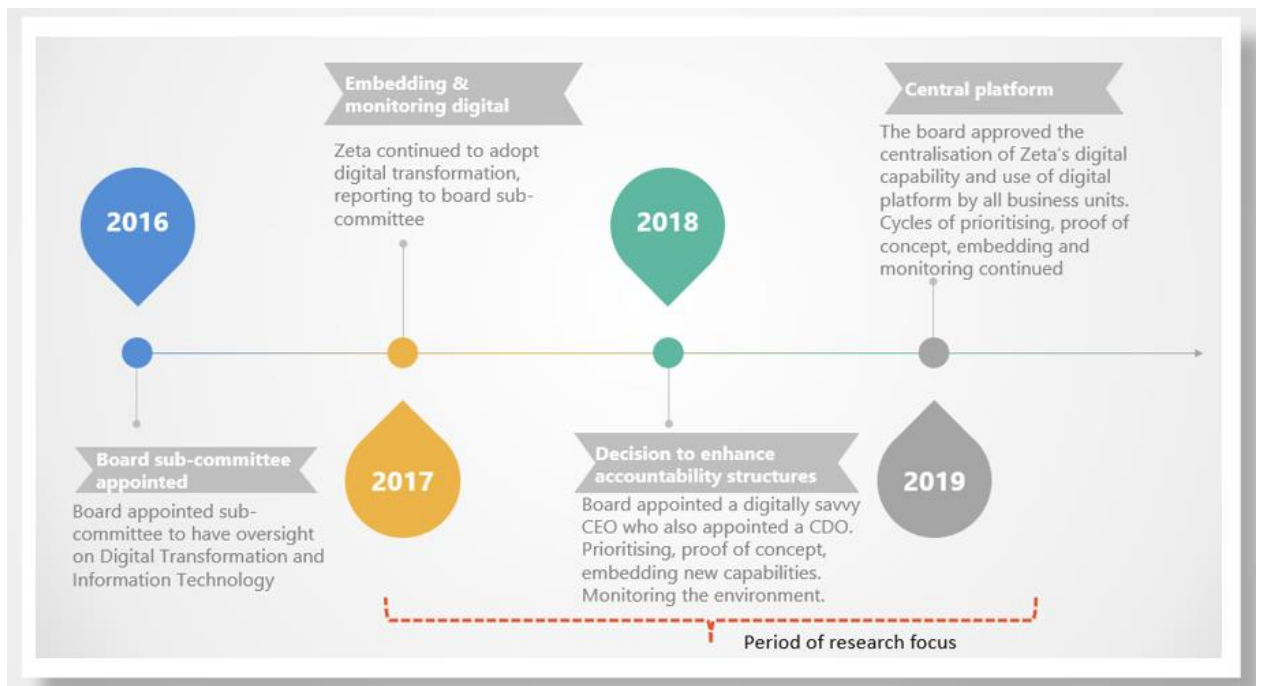 2016
Board sub-committee
appointed
Board appointed sub-
committee to have oversight
on Digital Transformation and
Information Technology
Embedding &
monitoring digital
Zeta continued to adopt
digital transformation,
reporting to board sub-
committee
2017
2018
Decision to enhance
accountability structures
Board appointed a digitally savvy
CEO who also appointed a CDO.
Prioritising, proof of concept,
embedding new capabilities.
Monitoring the environment.
Central platform
The board approved the
centralisation of Zeta's digital
capability and use of digital
platform by all business units.
Cycles of prioritising, proof of
concept, embedding and
monitoring continued
2019
Period of research focus